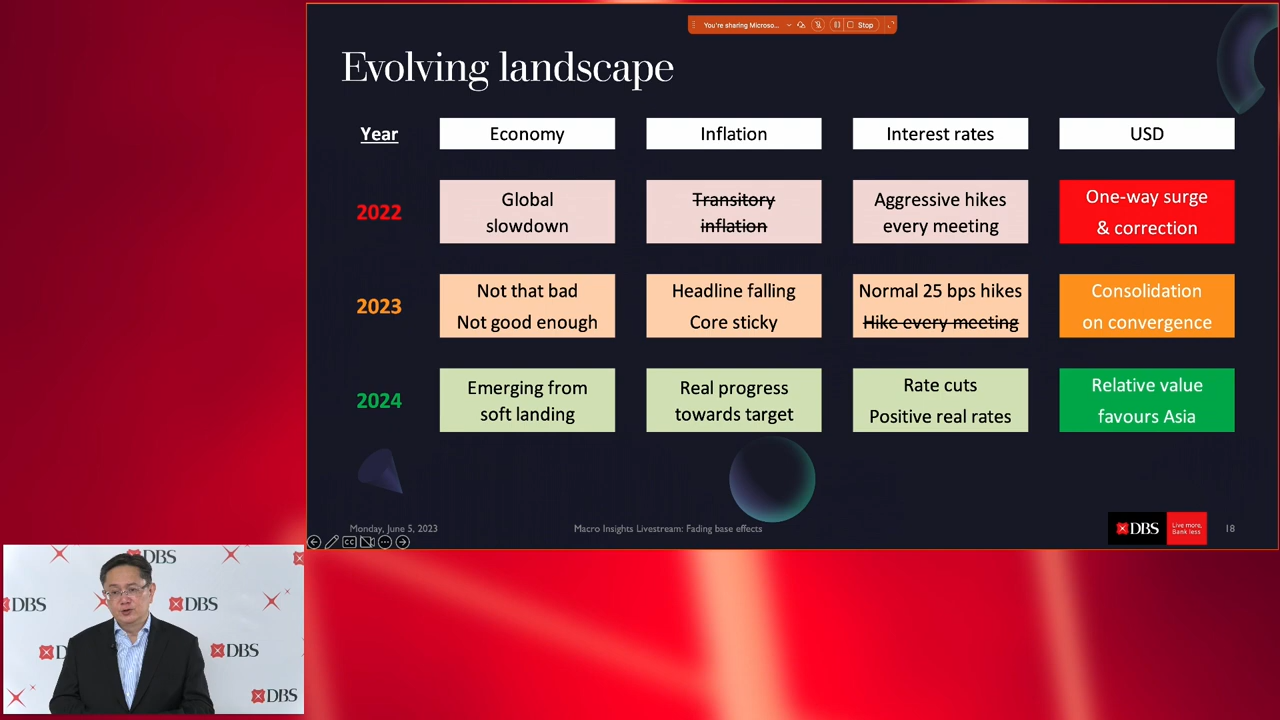 You're sharing Microso...
Stop
Evolving landscape
Year
Economy
Inflation
Interest rates
USD
2022
Global
slowdown
Transitory
inflation
Aggressive hikes
every meeting
One-way surge
& correction
2023
Not that bad
Not good enough
Headline falling
Core sticky
Normal 25 bps hikes
Hike every meeting
Consolidation
on convergence
2024
Emerging from
soft landing
Real progress
towards target
Rate cuts
Positive real rates
Relative value
favours Asia
Monday, June 5, 2023
Macro Insights Livestream: Fading base effects
DBS
Live more,
Bank less
18
CC
DBS
DBS
DBS
D
DBS
DBS